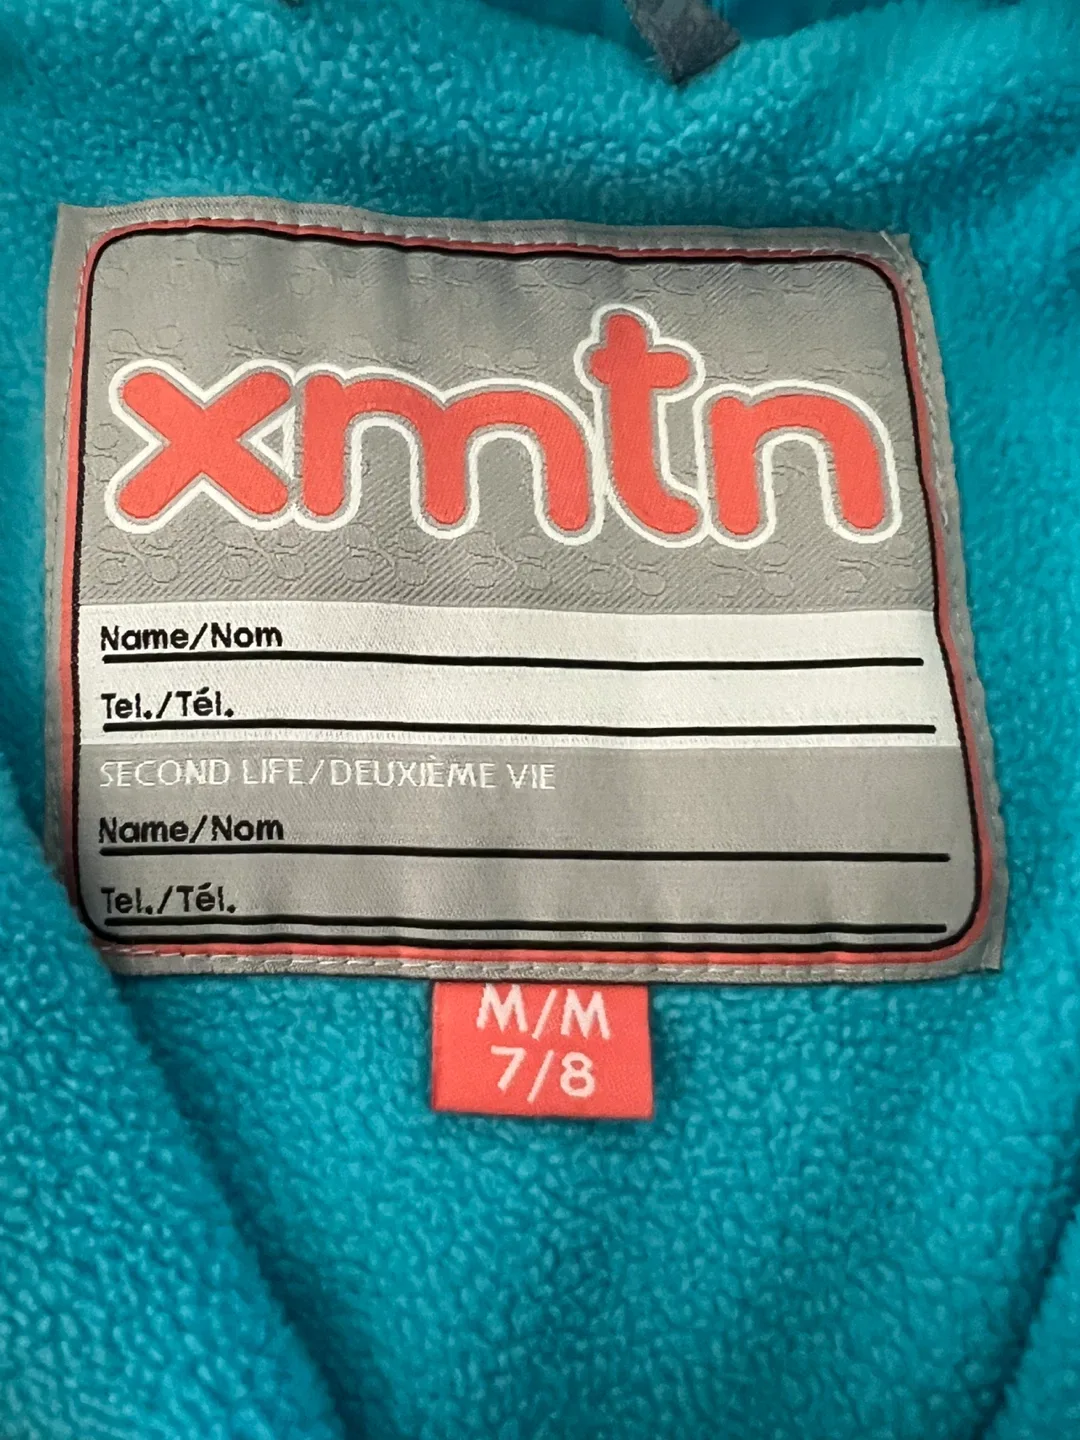 xmtn
Name/Nom
Tel./Tél.
SECOND LIFE/DEUXIÈME VIE
Name/Nom
Tel./Tél.
M/M
7/8